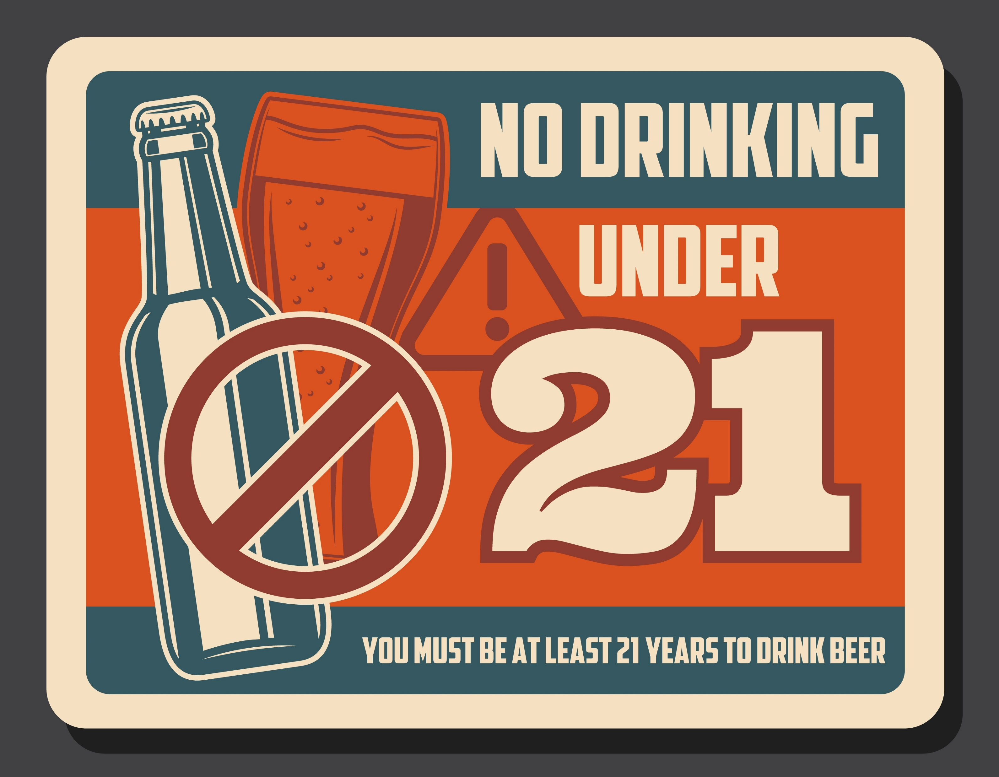 NO DRINKING
UNDER
21
YOU MUST BE AT LEAST 21 YEARS TO DRINK BEER